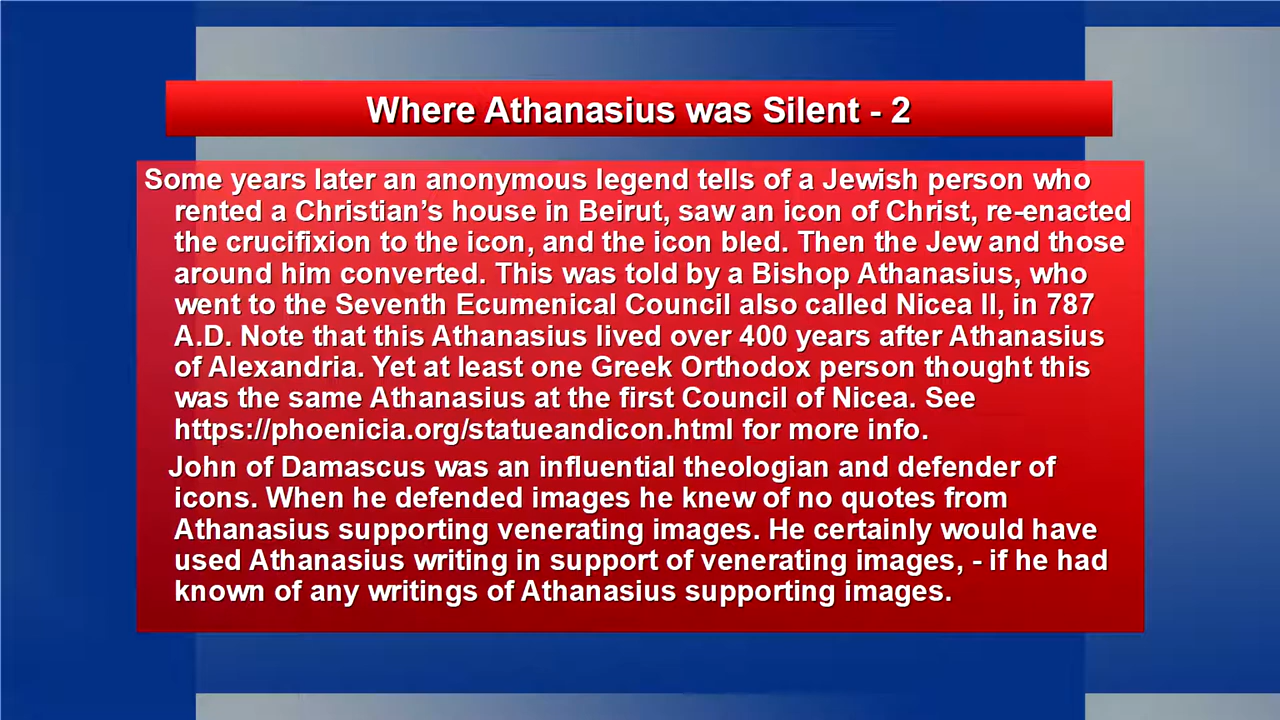 Where Athanasius was Silent - 2
Some years later an anonymous legend tells of a Jewish person who
rented a Christian’s house in Beirut, saw an icon of Christ, re-enacted
the crucifixion to the icon, and the icon bled. Then the Jew and those
around him converted. This was told by a Bishop Athanasius, who
went to the Seventh Ecumenical Council also called Nicea II, in 787
A.D. Note that this Athanasius lived over 400 years after Athanasius
of Alexandria. Yet at least one Greek Orthodox person thought this
was the same Athanasius at the first Council of Nicea. See
https://phoenicia.org/statueandicon.html for more info.
John of Damascus was an influential theologian and defender of
icons. When he defended images he knew of no quotes from
Athanasius supporting venerating images. He certainly would have
used Athanasius writing in support of venerating images, - if he had
known of any writings of Athanasius supporting images.